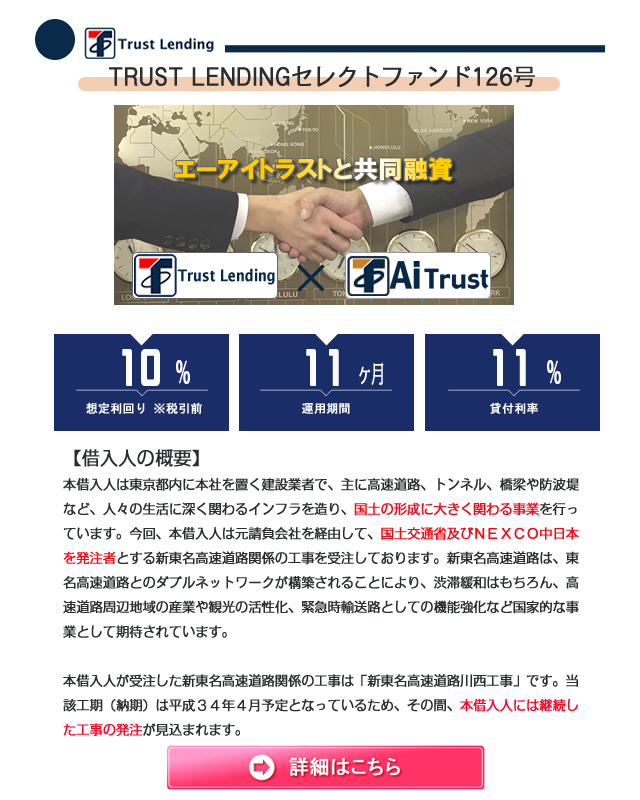 Trust Lending
TRUST LENDINGセレクトファンド126号
TOKYO
NEW YORK
LOS ANGELES
HONG KONG
HONOLULU
エーアイトラストと共同融資
Trust Lending × Ai Trust
10 % 11 ヶ月 11 %
想定利回り ※税引前 運用期間 貸付利率
【借入人の概要】
本借入人は東京都内に本社を置く建設業者で、主に高速道路、トンネル、橋梁や防波堤
など、人々の生活に深く関わるインフラを造り、国土の形成に大きく関わる事業を行っ
ています。今回、本借入人は元請負会社を経由して、国土交通省及びＮＥＸＣＯ中日本
を発注者とする新東名高速道路関係の工事を受注しております。新東名高速道路は、東
名高速道路とのダブルネットワークが構築されることにより、渋滞緩和はもちろん、高
速道路周辺地域の産業や観光の活性化、緊急時輸送路としての機能強化など国家的な事
業として期待されています。
本借入人が受注した新東名高速道路関係の工事は「新東名高速道路川西工事」です。当
該工期（納期）は平成３４年４月予定となっているため、その間、本借入人には継続し
た工事の発注が見込まれます。
詳細はこちら